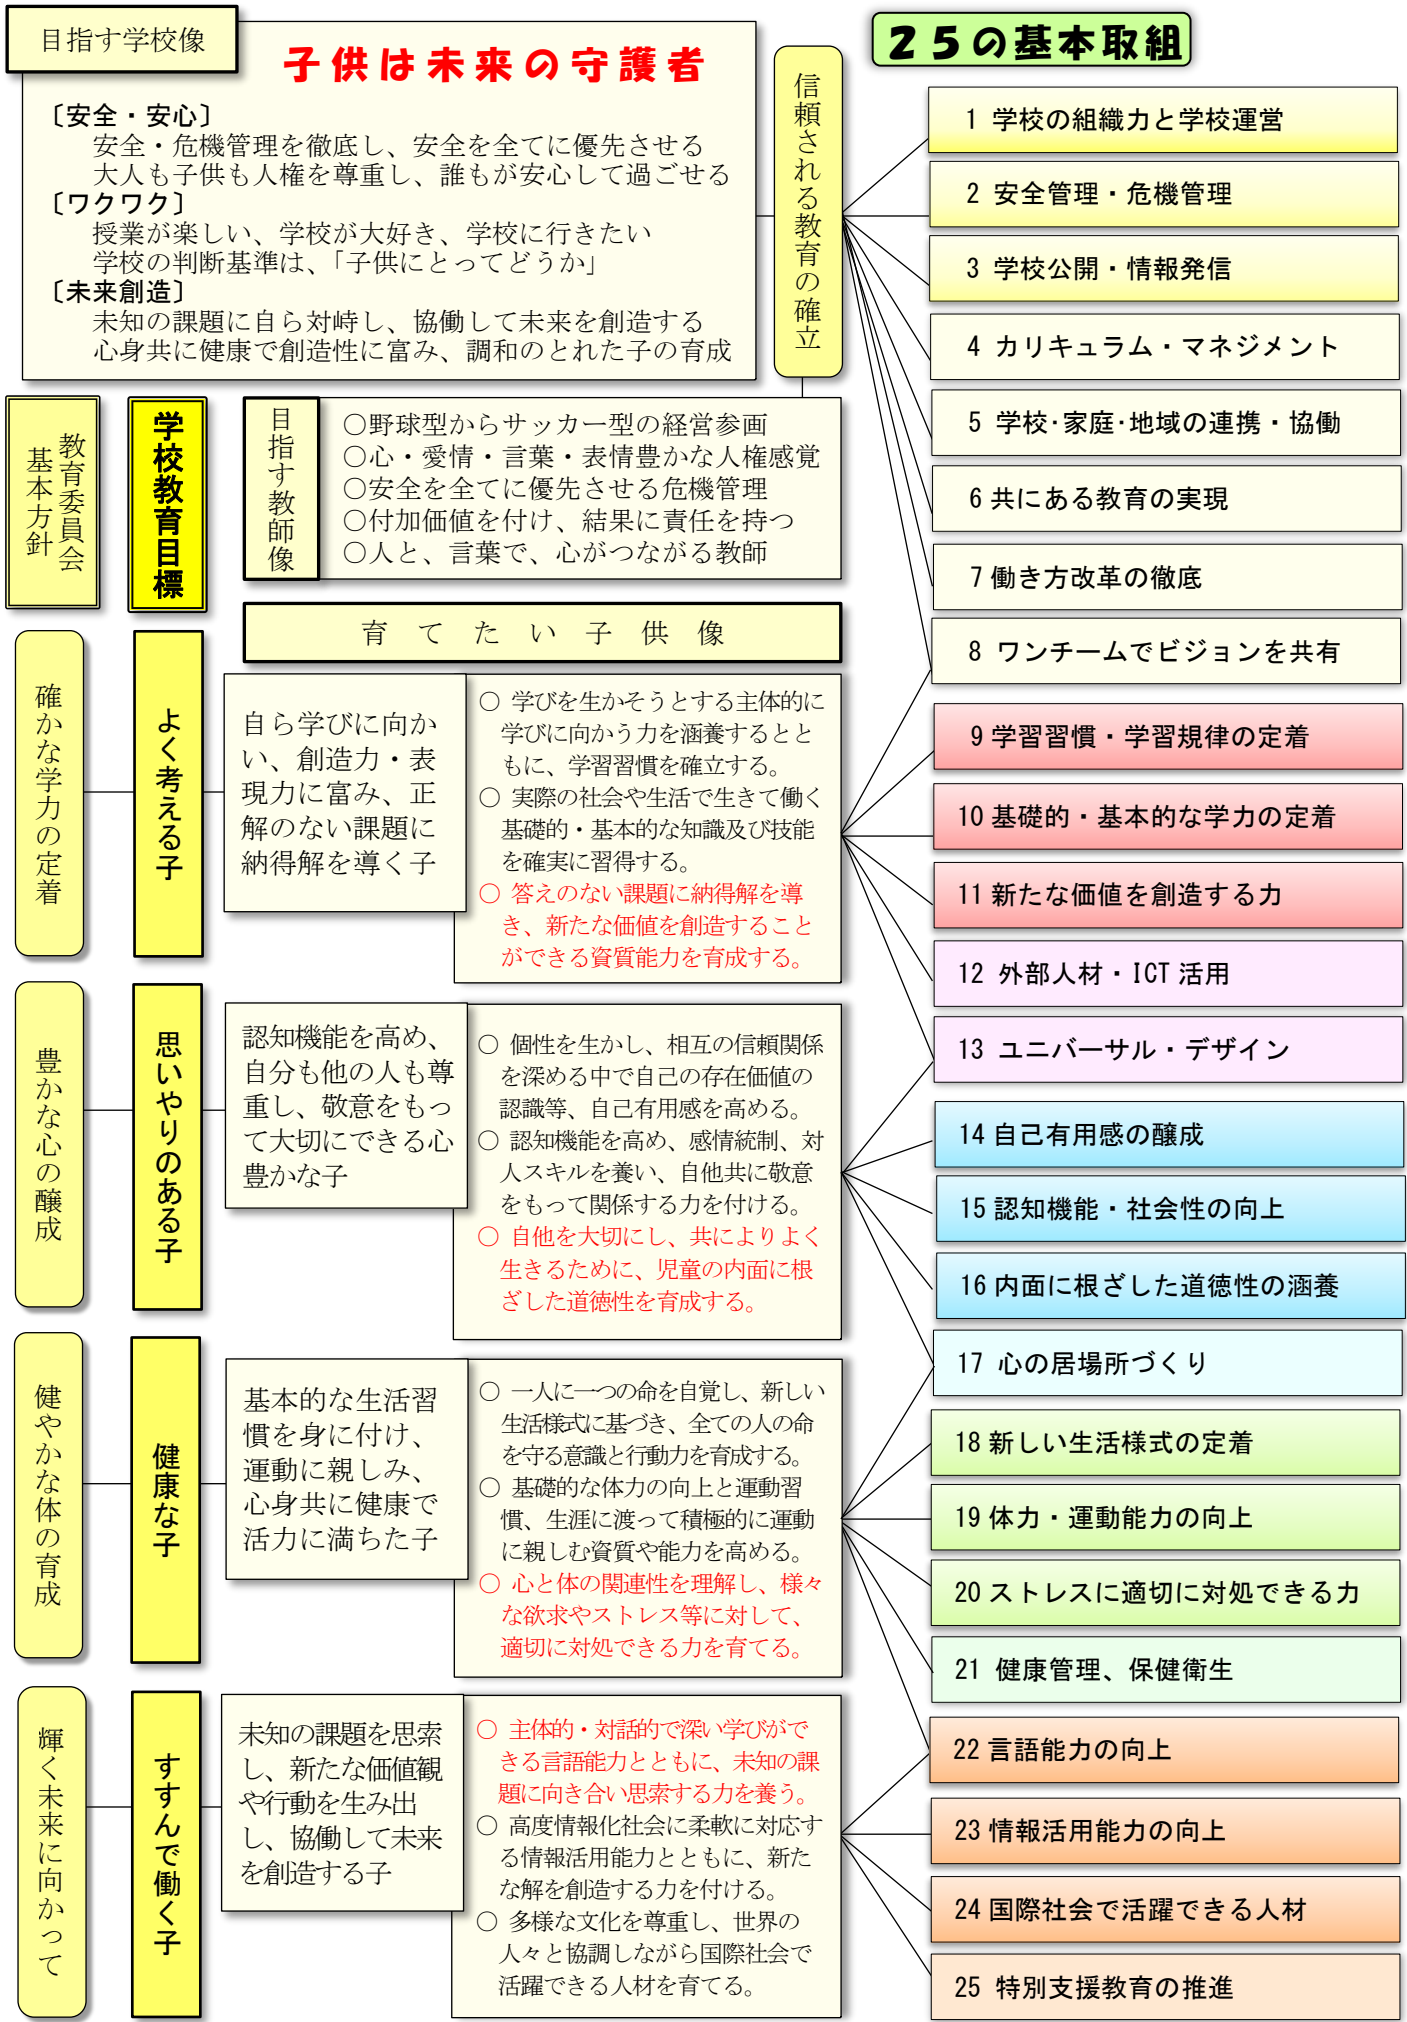 目指す学校像
子供は未来の守護者
〔安全・安心〕
安全・危機管理を徹底し、安全を全てに優先させる
大人も子供も人権を尊重し、誰もが安心して過ごせる
〔ワクワク〕
授業が楽しい、学校が大好き、学校に行きたい
学校の判断基準は、「子供にとってどうか」
〔未来創造〕
未知の課題に自ら対峙し、協働して未来を創造する
心身共に健康で創造性に富み、調和のとれた子の育成
信頼される教育の確立
25の基本取組
1 学校の組織力と学校運営
2 安全管理・危機管理
3 学校公開・情報発信
4 カリキュラム・マネジメント
5 学校・家庭・地域の連携・協働
6 共にある教育の実現
7 働き方改革の徹底
8 ワンチームでビジョンを共有
9 学習習慣・学習規律の定着
10 基礎的・基本的な学力の定着
11 新たな価値を創造する力
12 外部人材・ICT 活用
13 ユニバーサル・デザイン
14 自己有用感の醸成
15 認知機能・社会性の向上
16 内面に根ざした道徳性の涵養
17 心の居場所づくり
18 新しい生活様式の定着
19 体力・運動能力の向上
20 ストレスに適切に対処できる力
21 健康管理、保健衛生
22 言語能力の向上
23 情報活用能力の向上
24 国際社会で活躍できる人材
25 特別支援教育の推進
教育委員会
基本方針
学校教育目標
目指す教師像
○野球型からサッカー型の経営参画
○心・愛情・言葉・表情豊かな人権感覚
○安全を全てに優先させる危機管理
○付加価値を付け、結果に責任を持つ
○人と、言葉で、心がつながる教師
育てたい子供像
確かな学力の定着
よく考える子
自ら学びに向か
い、創造力・表
現力に富み、正
解のない課題に
納得解を導く子
○ 学びを生かそうとする主体的に
学びに向かう力を涵養するとと
もに、学習習慣を確立する。
○ 実際の社会や生活で生きて働く
基礎的・基本的な知識及び技能
を確実に習得する。
○ 答えのない課題に納得解を導
き、新たな価値を創造すること
ができる資質能力を育成する。
豊かな心の醸成
思いやりのある子
認知機能を高め、
自分も他の人も尊
重し、敬意をもっ
て大切にできる心
豊かな子
○ 個性を生かし、相互の信頼関係
を深める中で自己の存在価値の
認識等、自己有用感を高める。
○ 認知機能を高め、感情統制、対
人スキルを養い、自他共に敬意
をもって関係する力を付ける。
○ 自他を大切にし、共によりよく
生きるために、児童の内面に根
ざした道徳性を育成する。
健やかな体の育成
健康な子
基本的な生活習
慣を身に付け、
運動に親しみ、
心身共に健康で
活力に満ちた子
○ 一人に一つの命を自覚し、新しい
生活様式に基づき、全ての人の命
を守る意識と行動力を育成する。
○ 基礎的な体力の向上と運動習
慣、生涯に渡って積極的に運動
に親しむ資質や能力を高める。
○ 心と体の関連性を理解し、様々
な欲求やストレス等に対して、
適切に対処できる力を育てる。
輝く未来に向かって
すすんで働く子
未知の課題を思索
し、新たな価値観
や行動を生み出
し、協働して未来
を創造する子
○ 主体的・対話的で深い学びがで
きる言語能力とともに、未知の課
題に向き合い思索する力を養う。
○ 高度情報化社会に柔軟に対応す
る情報活用能力とともに、新た
な解を創造する力を付ける。
○ 多様な文化を尊重し、世界の
人々と協調しながら国際社会で
活躍できる人材を育てる。